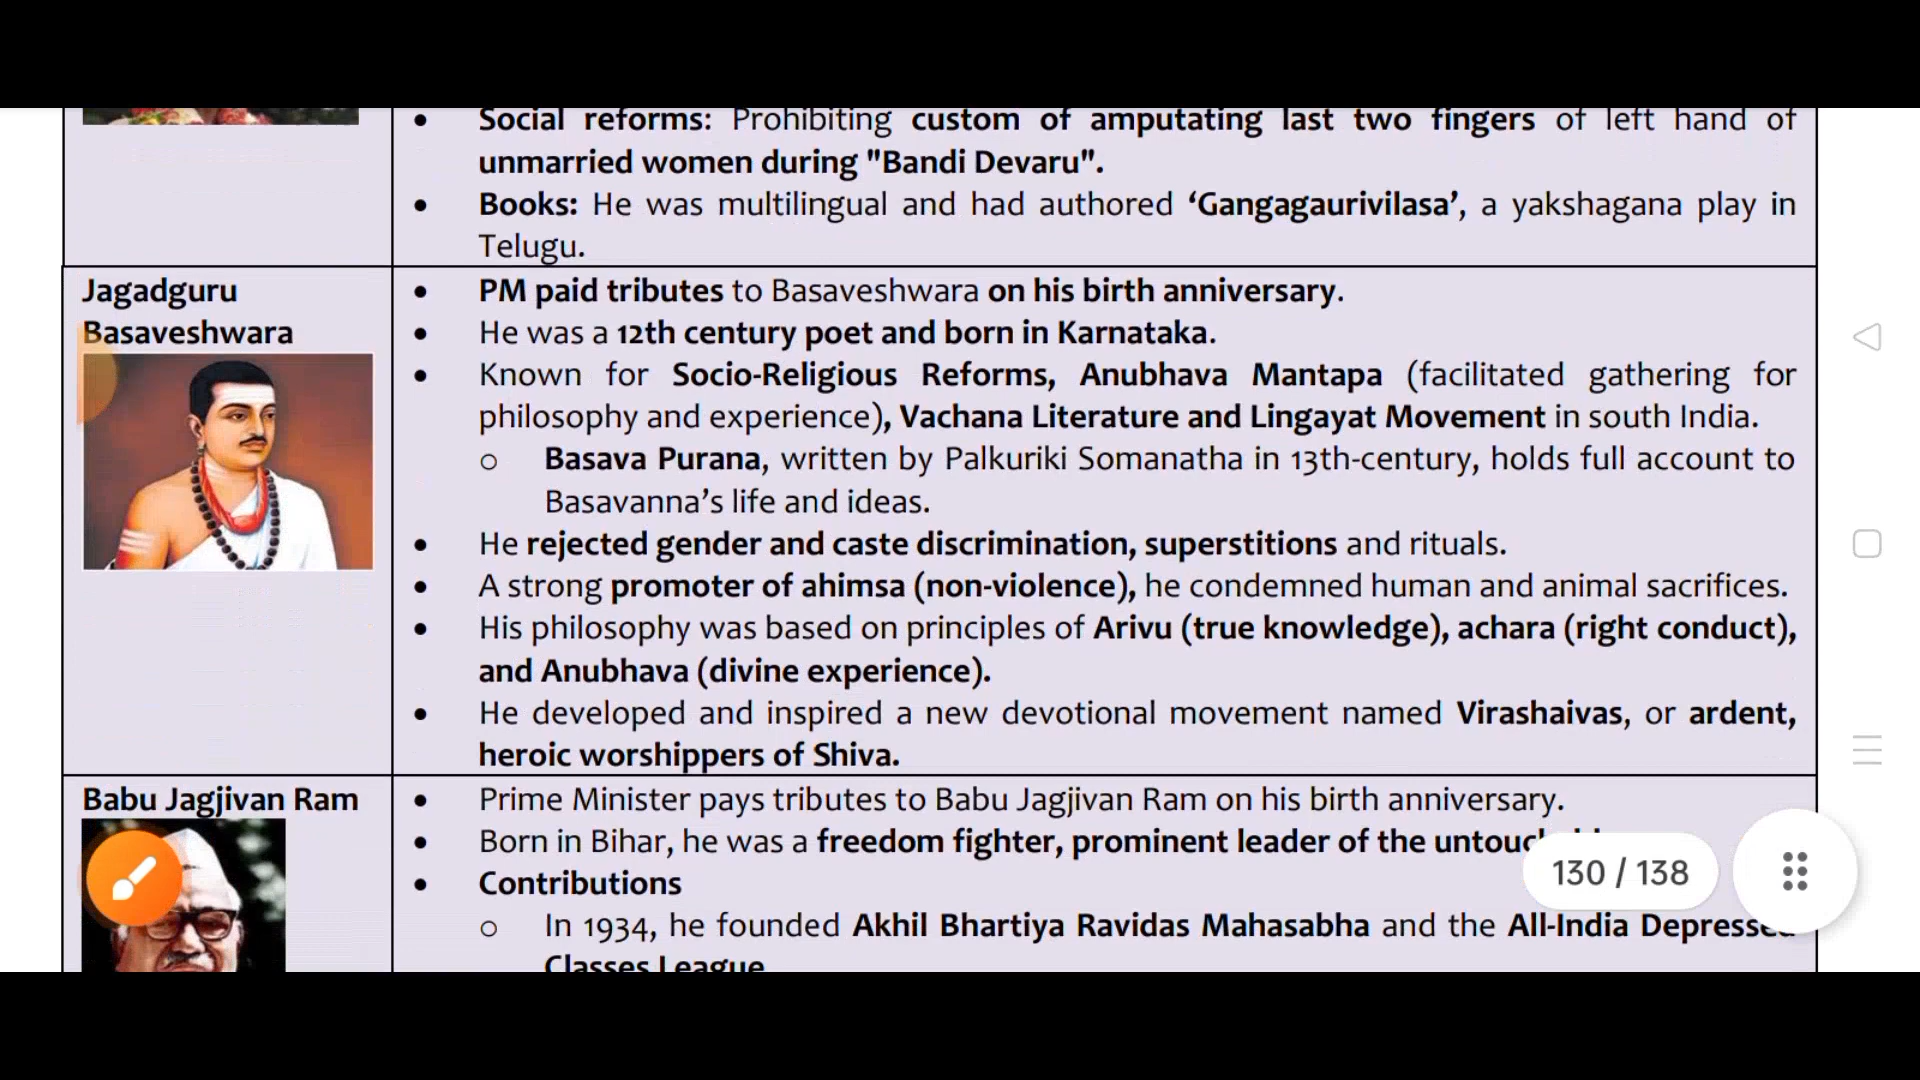 • Social reforms: Prohibiting custom of amputating last two fingers of left hand of
unmarried women during "Bandi Devaru".
• Books: He was multilingual and had authored ‘Gangagaurivilasa’, a yakshagana play in
Telugu.
Jagadguru
Basaveshwara
• PM paid tributes to Basaveshwara on his birth anniversary.
• He was a 12th century poet and born in Karnataka.
• Known for Socio-Religious Reforms, Anubhava Mantapa (facilitated gathering for
philosophy and experience), Vachana Literature and Lingayat Movement in south India.
o Basava Purana, written by Palkuriki Somanatha in 13th-century, holds full account to
Basavanna’s life and ideas.
• He rejected gender and caste discrimination, superstitions and rituals.
• A strong promoter of ahimsa (non-violence), he condemned human and animal sacrifices.
• His philosophy was based on principles of Arivu (true knowledge), achara (right conduct),
and Anubhava (divine experience).
• He developed and inspired a new devotional movement named Virashaivas, or ardent,
heroic worshippers of Shiva.
Babu Jagjivan Ram
• Prime Minister pays tributes to Babu Jagjivan Ram on his birth anniversary.
• Born in Bihar, he was a freedom fighter, prominent leader of the
• Contributions
o In 1934, he founded Akhil Bhartiya Ravidas Mahasabha and the All-India Depressed
Classes League
130 / 138